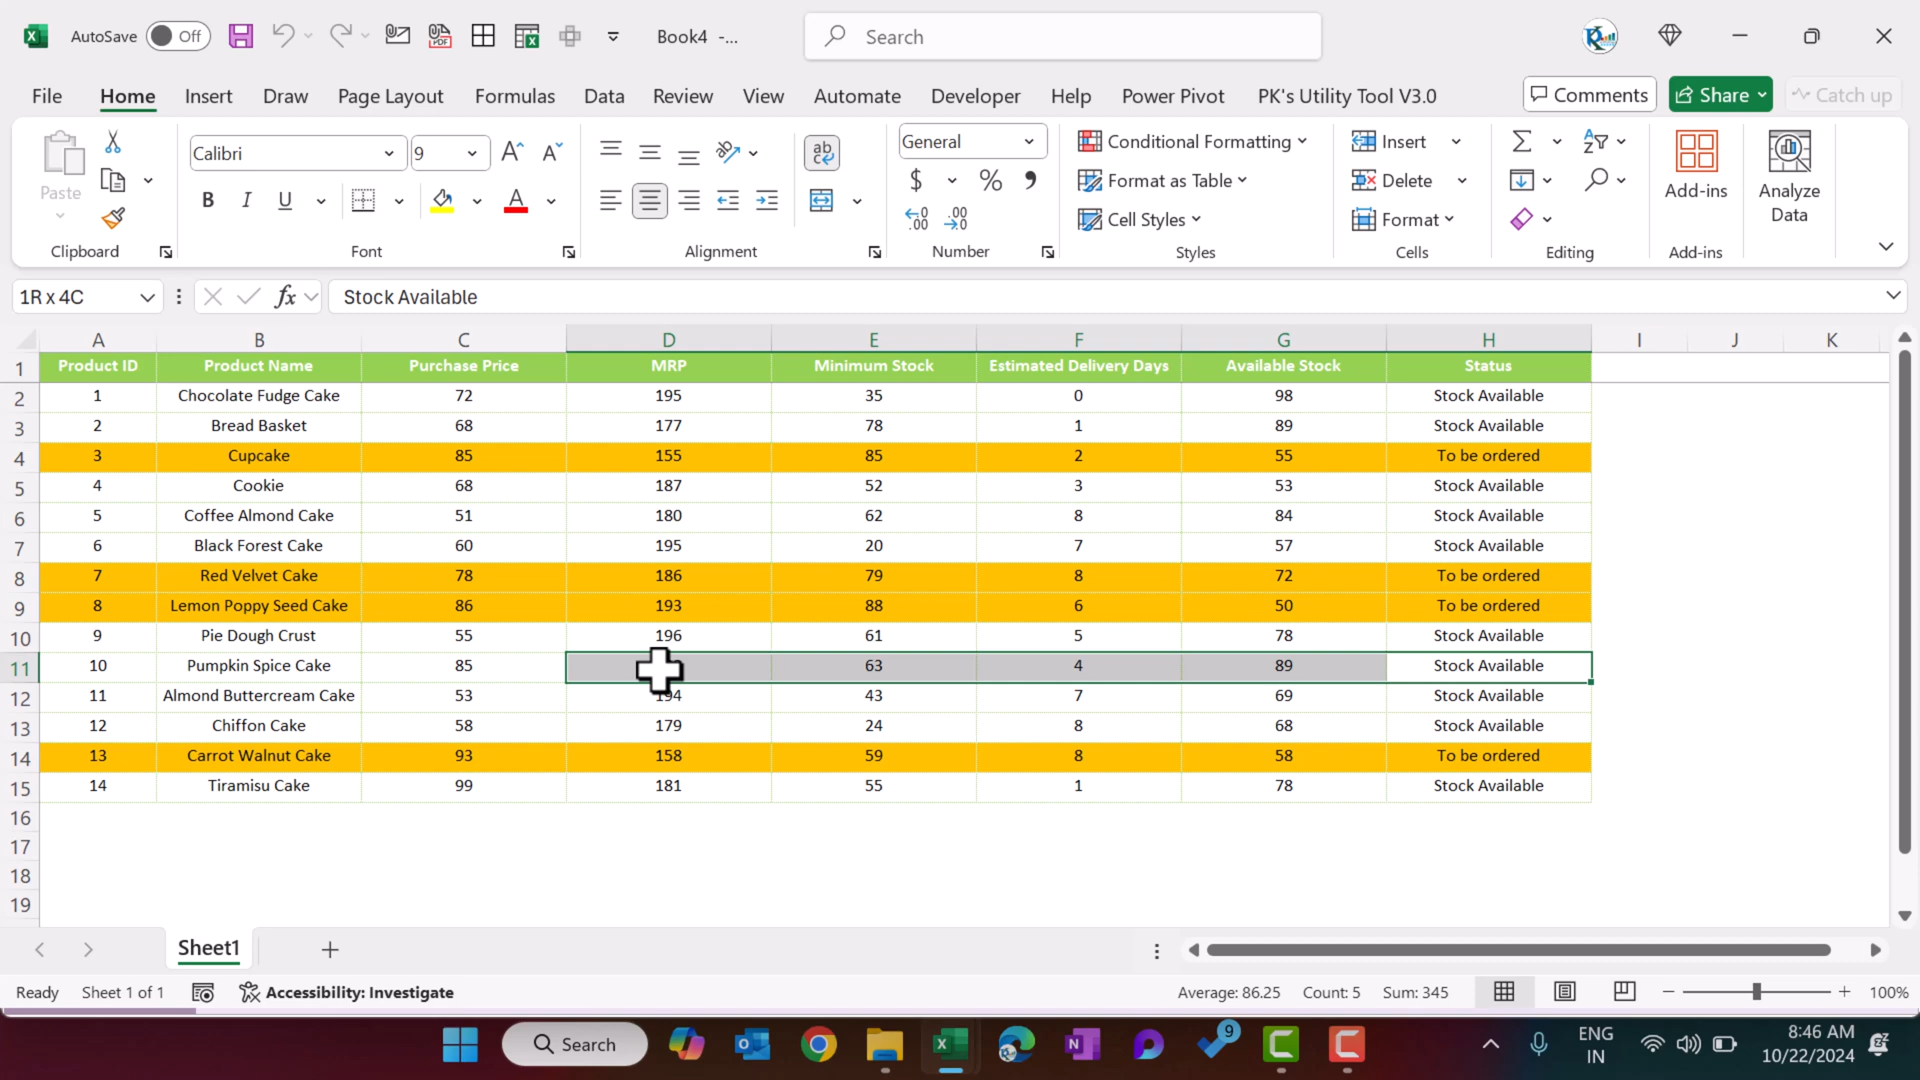 AutoSave Off Book4 -... Search
File Home Insert Draw Page Layout Formulas Data Review View Automate Developer Help Power Pivot PK's Utility Tool V3.0 Comments Share Catch up
Paste Calibri 9 General Conditional Formatting Format as Table Cell Styles Insert Delete Format Add-ins Analyze Data
Clipboard Font Alignment Number Styles Cells Editing Add-ins
1R x 4C fx Stock Available
A B C D E F G H I J K
1 Product ID Product Name Purchase Price MRP Minimum Stock Estimated Delivery Days Available Stock Status
2 1 Chocolate Fudge Cake 72 195 35 0 98 Stock Available
3 2 Bread Basket 68 177 78 1 89 Stock Available
4 3 Cupcake 85 155 85 2 55 To be ordered
5 4 Cookie 68 187 52 3 53 Stock Available
6 5 Coffee Almond Cake 51 180 62 8 84 Stock Available
7 6 Black Forest Cake 60 195 20 7 57 Stock Available
8 7 Red Velvet Cake 78 186 79 8 72 To be ordered
9 8 Lemon Poppy Seed Cake 86 193 88 6 50 To be ordered
10 9 Pie Dough Crust 55 196 61 5 78 Stock Available
11 10 Pumpkin Spice Cake 85 63 4 89 Stock Available
12 11 Almond Buttercream Cake 53 194 43 7 69 Stock Available
13 12 Chiffon Cake 58 179 24 8 68 Stock Available
14 13 Carrot Walnut Cake 93 158 59 8 58 To be ordered
15 14 Tiramisu Cake 99 181 55 1 78 Stock Available
16
17
18
19
Sheet1
Ready Sheet 1 of 1 Accessibility: Investigate Average: 86.25 Count: 5 Sum: 345 100%
Search 9 ENG 8:46 AM
IN 10/22/2024